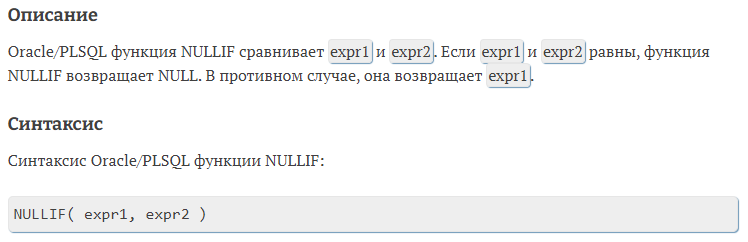 Описание
Oracle/PLSQL функция NULLIF сравнивает expr1 и expr2. Если expr1 и expr2 равны, функция
NULLIF возвращает NULL. В противном случае, она возвращает expr1.
Синтаксис
Синтаксис Oracle/PLSQL функции NULLIF:
NULLIF( expr1, expr2 )